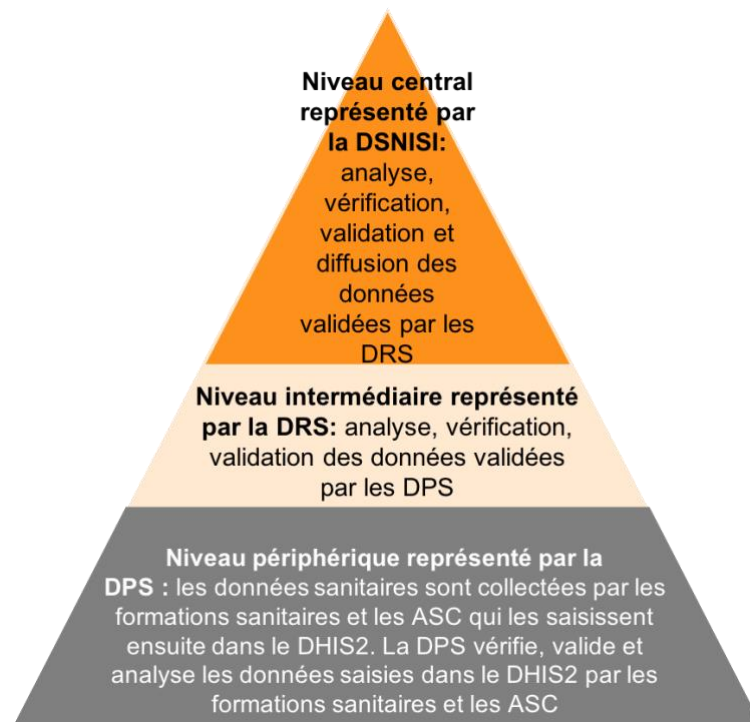 Niveau central
représenté par
la DSNISI:
analyse,
vérification,
validation et
diffusion des
données
validées par les
DRS
Niveau intermédiaire représenté
par la DRS: analyse, vérification,
validation des données validées
par les DPS
Niveau périphérique représenté par la
DPS : les données sanitaires sont collectées par les
formations sanitaires et les ASC qui les saisissent
ensuite dans le DHIS2. La DPS vérifie, valide et
analyse les données saisies dans le DHIS2 par les
formations sanitaires et les ASC